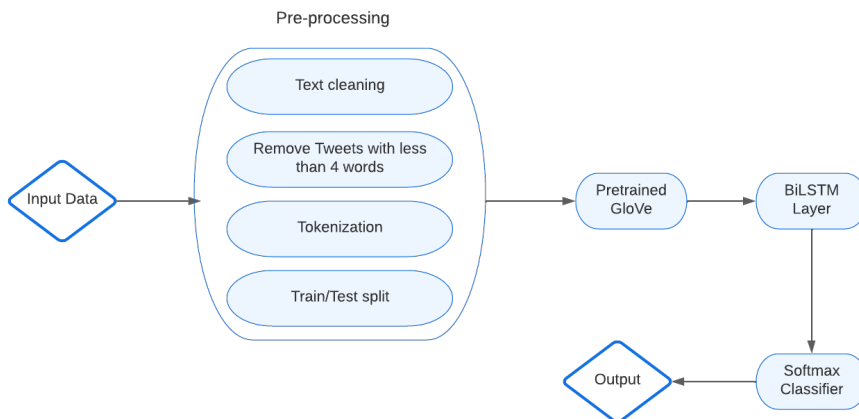 Pre-processing
Text cleaning
Remove Tweets with less
than 4 words
Tokenization
Train/Test split
Input Data
Pretrained
GloVe
BiLSTM
Layer
Softmax
Classifier
Output